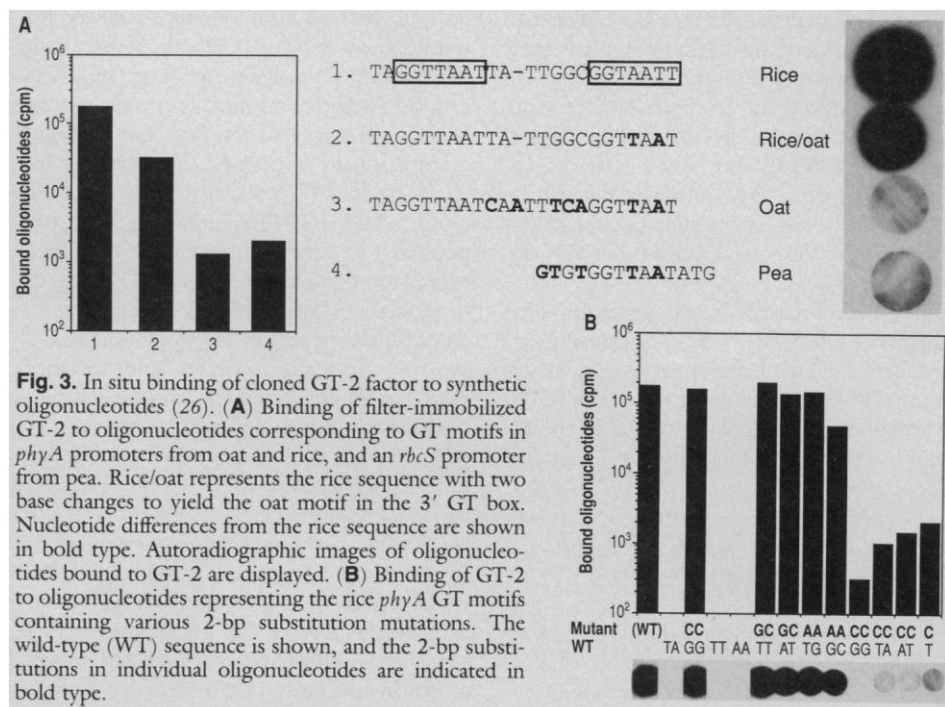 A
Bound oligonucleotides (cpm)
10⁶
10⁵
10⁴
10³
10²
1 2 3 4
1. TAGGTTAATTA-TTGGCGGTAATT Rice
2. TAGGTTAATTA-TTGGCGGTTAAT Rice/oat
3. TAGGTTAATCAATTTCAGGTTAAT Oat
4. GTGTGGTTAATATG Pea
Fig. 3. In situ binding of cloned GT-2 factor to synthetic
oligonucleotides (26). (A) Binding of filter-immobilized
GT-2 to oligonucleotides corresponding to GT motifs in
phyA promoters from oat and rice, and an rbcS promoter
from pea. Rice/oat represents the rice sequence with two
base changes to yield the oat motif in the 3′ GT box.
Nucleotide differences from the rice sequence are shown
in bold type. Autoradiographic images of oligonucleo-
tides bound to GT-2 are displayed. (B) Binding of GT-2
to oligonucleotides representing the rice phyA GT motifs
containing various 2-bp substitution mutations. The
wild-type (WT) sequence is shown, and the 2-bp substi-
tutions in individual oligonucleotides are indicated in
bold type.
B
Bound oligonucleotides (cpm)
10⁶
10⁵
10⁴
10³
10²
Mutant (WT) CC GC GC AA AA CC CC CC C
WT TA GG TT AA TT AT TG GC GG TA AT T